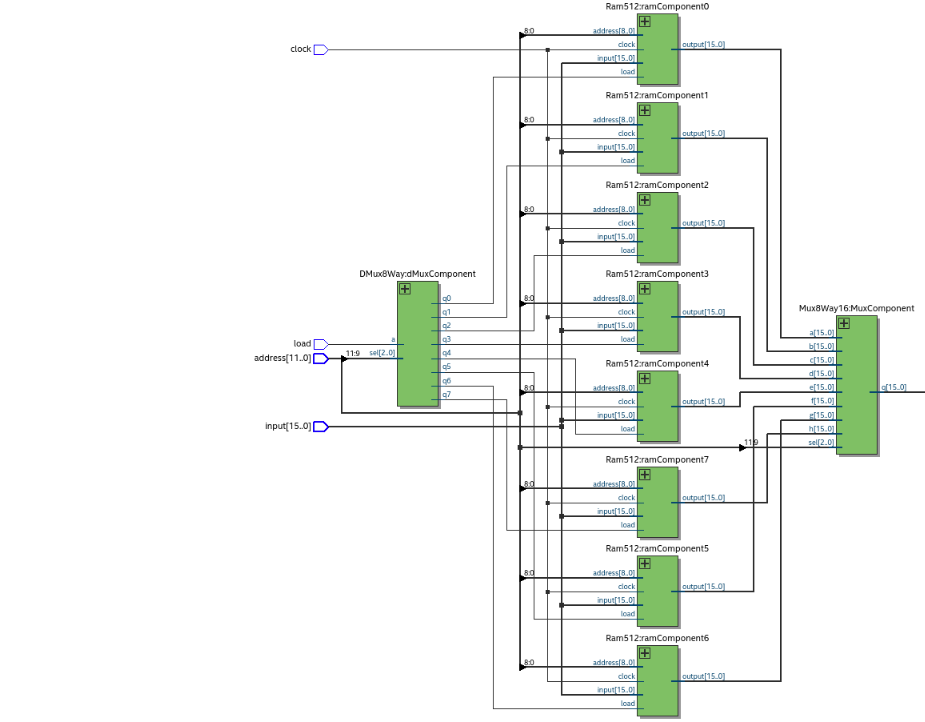 Ram512:ramComponent0
8:0
address[8..0]
clock
clock
output[15..0]
input[15..0]
load
Ram512:ramComponent1
8:0
address[8..0]
clock
output[15..0]
input[15..0]
load
Ram512:ramComponent2
8:0
address[8..0]
clock
output[15..0]
input[15..0]
load
DMux8Way:dMuxComponent
Ram512:ramComponent3
q0
8:0
address[8..0]
q1
clock
output[15..0]
q2
input[15..0]
load
a
q3
load
address[11..0]
11:9
sel[2..0]
q4
q5
q6
q7
Mux8Way16:MuxComponent
a[15..0]
b[15..0]
c[15..0]
d[15..0]
e[15..0]
f[15..0]
g[15..0]
h[15..0]
sel[2..0]
q[15..0]
11:9
Ram512:ramComponent4
8:0
address[8..0]
clock
output[15..0]
input[15..0]
load
input[15..0]
Ram512:ramComponent7
8:0
address[8..0]
clock
output[15..0]
input[15..0]
load
Ram512:ramComponent5
8:0
address[8..0]
clock
output[15..0]
input[15..0]
load
Ram512:ramComponent6
8:0
address[8..0]
clock
output[15..0]
input[15..0]
load